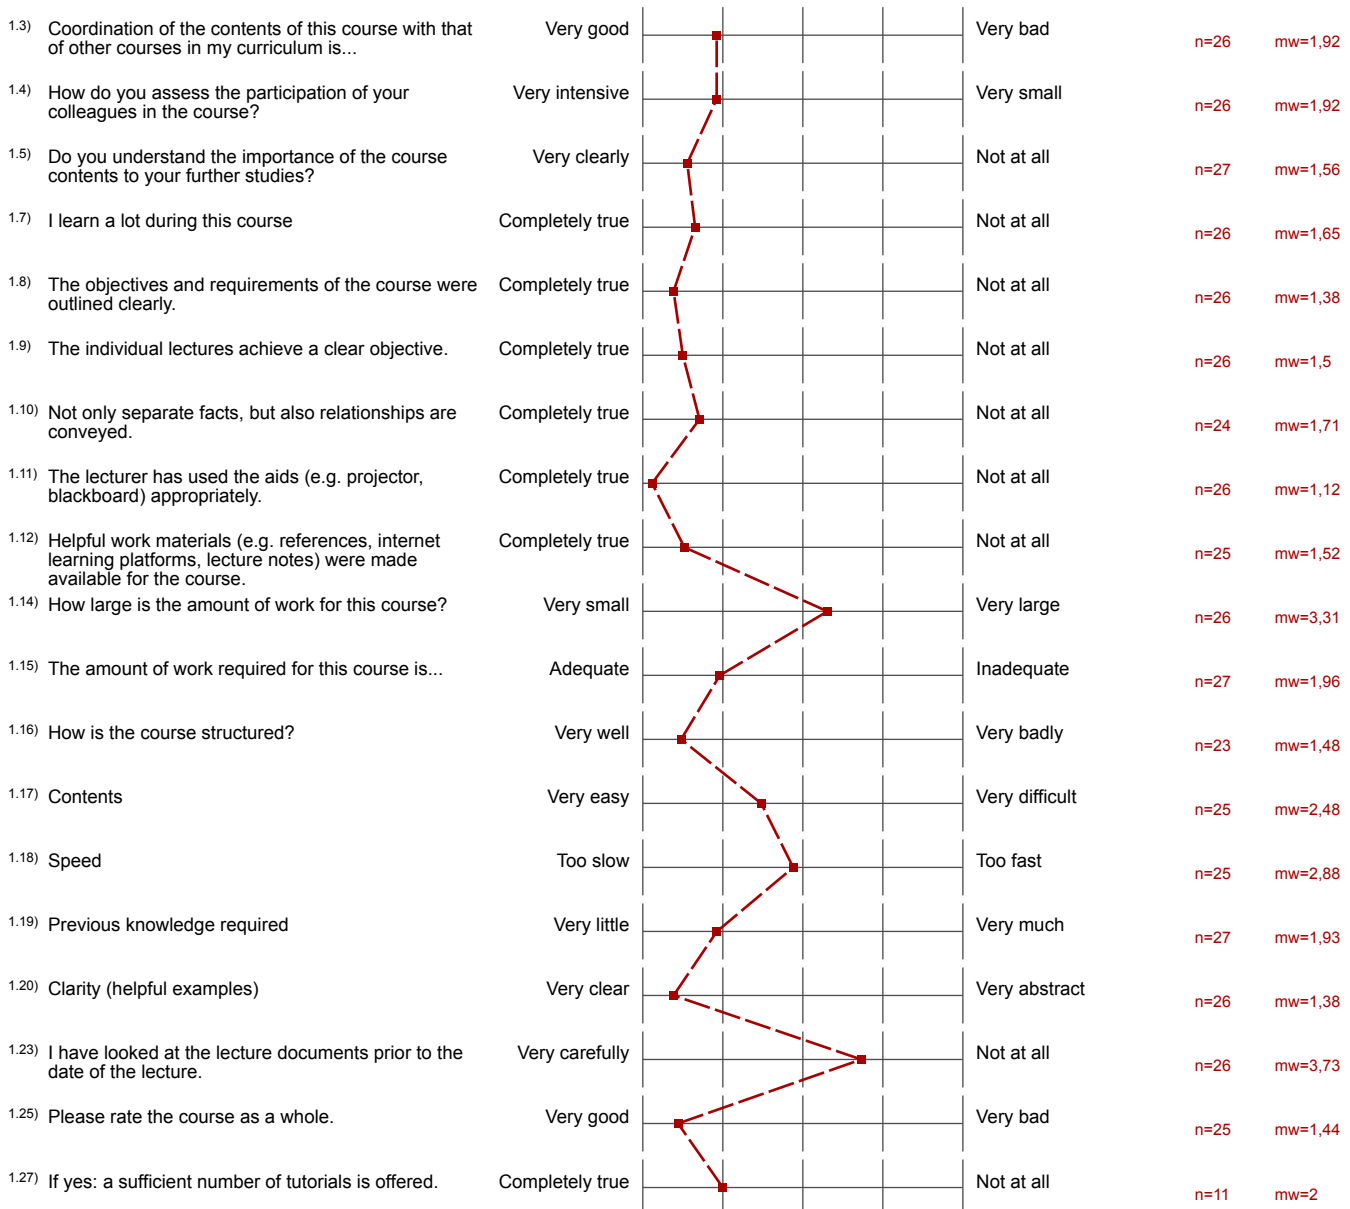 1.3) Coordination of the contents of this course with that Very good Very bad
of other courses in my curriculum is... n=26 mw=1,92
1.4) How do you assess the participation of your Very intensive Very small
colleagues in the course? n=26 mw=1,92
1.5) Do you understand the importance of the course Very clearly Not at all
contents to your further studies? n=27 mw=1,56
1.7) I learn a lot during this course Completely true Not at all
n=26 mw=1,65
1.8) The objectives and requirements of the course were Completely true Not at all
outlined clearly. n=26 mw=1,38
1.9) The individual lectures achieve a clear objective. Completely true Not at all
n=26 mw=1,5
1.10) Not only separate facts, but also relationships are Completely true Not at all
conveyed. n=24 mw=1,71
1.11) The lecturer has used the aids (e.g. projector, Completely true Not at all
blackboard) appropriately. n=26 mw=1,12
1.12) Helpful work materials (e.g. references, internet Completely true Not at all
learning platforms, lecture notes) were made n=25 mw=1,52
available for the course.
1.14) How large is the amount of work for this course? Very small Very large
n=26 mw=3,31
1.15) The amount of work required for this course is... Adequate Inadequate
n=27 mw=1,96
1.16) How is the course structured? Very well Very badly
n=23 mw=1,48
1.17) Contents Very easy Very difficult
n=25 mw=2,48
1.18) Speed Too slow Too fast
n=25 mw=2,88
1.19) Previous knowledge required Very little Very much
n=27 mw=1,93
1.20) Clarity (helpful examples) Very clear Very abstract
n=26 mw=1,38
1.23) I have looked at the lecture documents prior to the Very carefully Not at all
date of the lecture. n=26 mw=3,73
1.25) Please rate the course as a whole. Very good Very bad
n=25 mw=1,44
1.27) If yes: a sufficient number of tutorials is offered. Completely true Not at all
n=11 mw=2